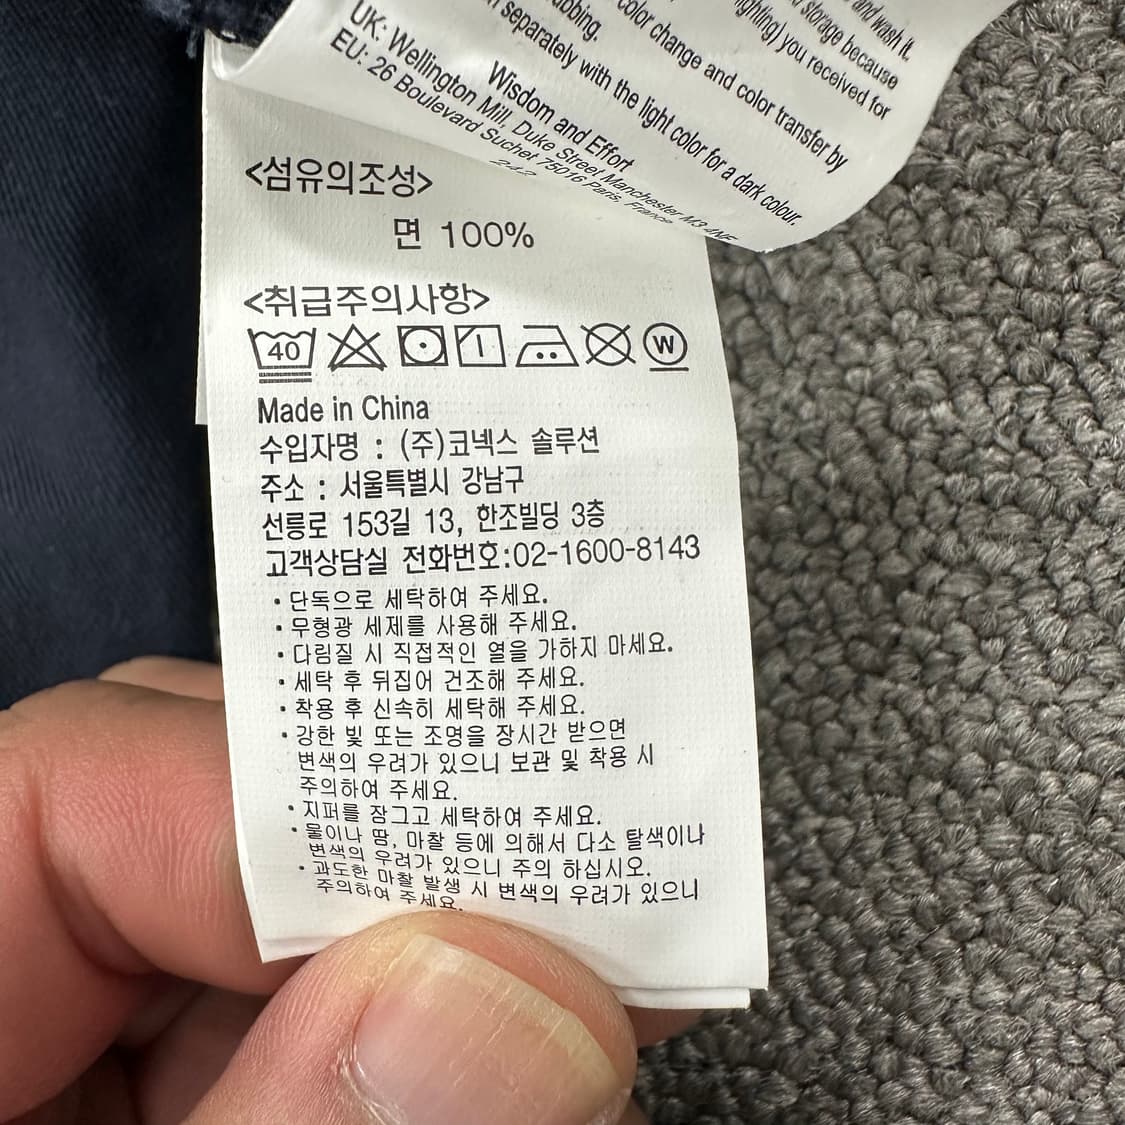 and wash it.
storage because
ighting) you received for
color change and color transfer by
ubbing.
separately with the light color for a dark colour.
Wisdom and Effort
UK: Wellington Mill, Duke Street Manchester M3 4NF
EU: 26 Boulevard Suchet 75016 Paris, France
<섬유의조성>
면 100%
<취급주의사항>
40
W
Made in China
수입자명 : (주)코넥스 솔루션
주소 : 서울특별시 강남구
선릉로 153길 13, 한조빌딩 3층
고객상담실 전화번호:02-1600-8143
· 단독으로 세탁하여 주세요.
· 무형광 세제를 사용해 주세요.
· 다림질 시 직접적인 열을 가하지 마세요.
· 세탁 후 뒤집어 건조해 주세요.
· 착용 후 신속히 세탁해 주세요.
· 강한 빛 또는 조명을 장시간 받으면
변색의 우려가 있으니 보관 및 착용 시
주의하여 주세요.
· 지퍼를 잠그고 세탁하여 주세요.
· 물이나 땀, 마찰 등에 의해서 다소 탈색이나
변색의 우려가 있으니 주의 하십시오.
· 과도한 마찰 발생 시 변색의 우려가 있으니
주의하여 주세요.